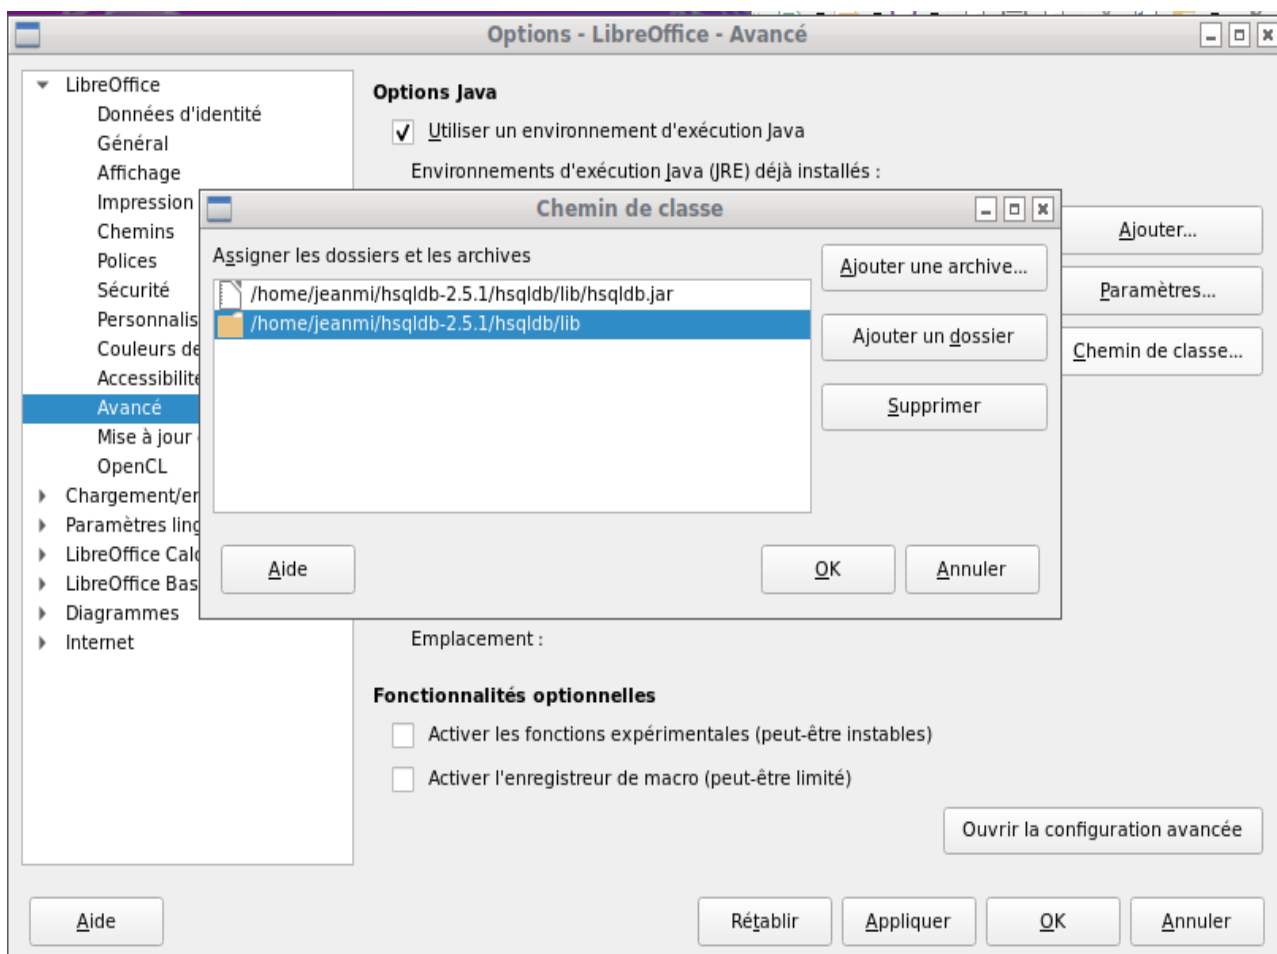 Options - LibreOffice - Avancé
LibreOffice
Données d'identité
Général
Affichage
Impression
Chemins
Polices
Sécurité
Personnalis
Couleurs de
Accessibilité
Avancé
Mise à jour
OpenCL
Chargement/en
Paramètres ling
LibreOffice Calc
LibreOffice Bas
Diagrammes
Internet
Options Java
Utiliser un environnement d'exécution Java
Environnements d'exécution Java (JRE) déjà installés :
Ajouter...
Paramètres...
Chemin de classe...
Chemin de classe
Assigner les dossiers et les archives
/home/jeanmi/hsqldb-2.5.1/hsqldb/lib/hsqldb.jar
/home/jeanmi/hsqldb-2.5.1/hsqldb/lib
Ajouter une archive...
Ajouter un dossier
Supprimer
Aide
OK
Annuler
Emplacement :
Fonctionnalités optionnelles
Activer les fonctions expérimentales (peut-être instables)
Activer l'enregistreur de macro (peut-être limité)
Ouvrir la configuration avancée
Aide
Rétablir
Appliquer
OK
Annuler